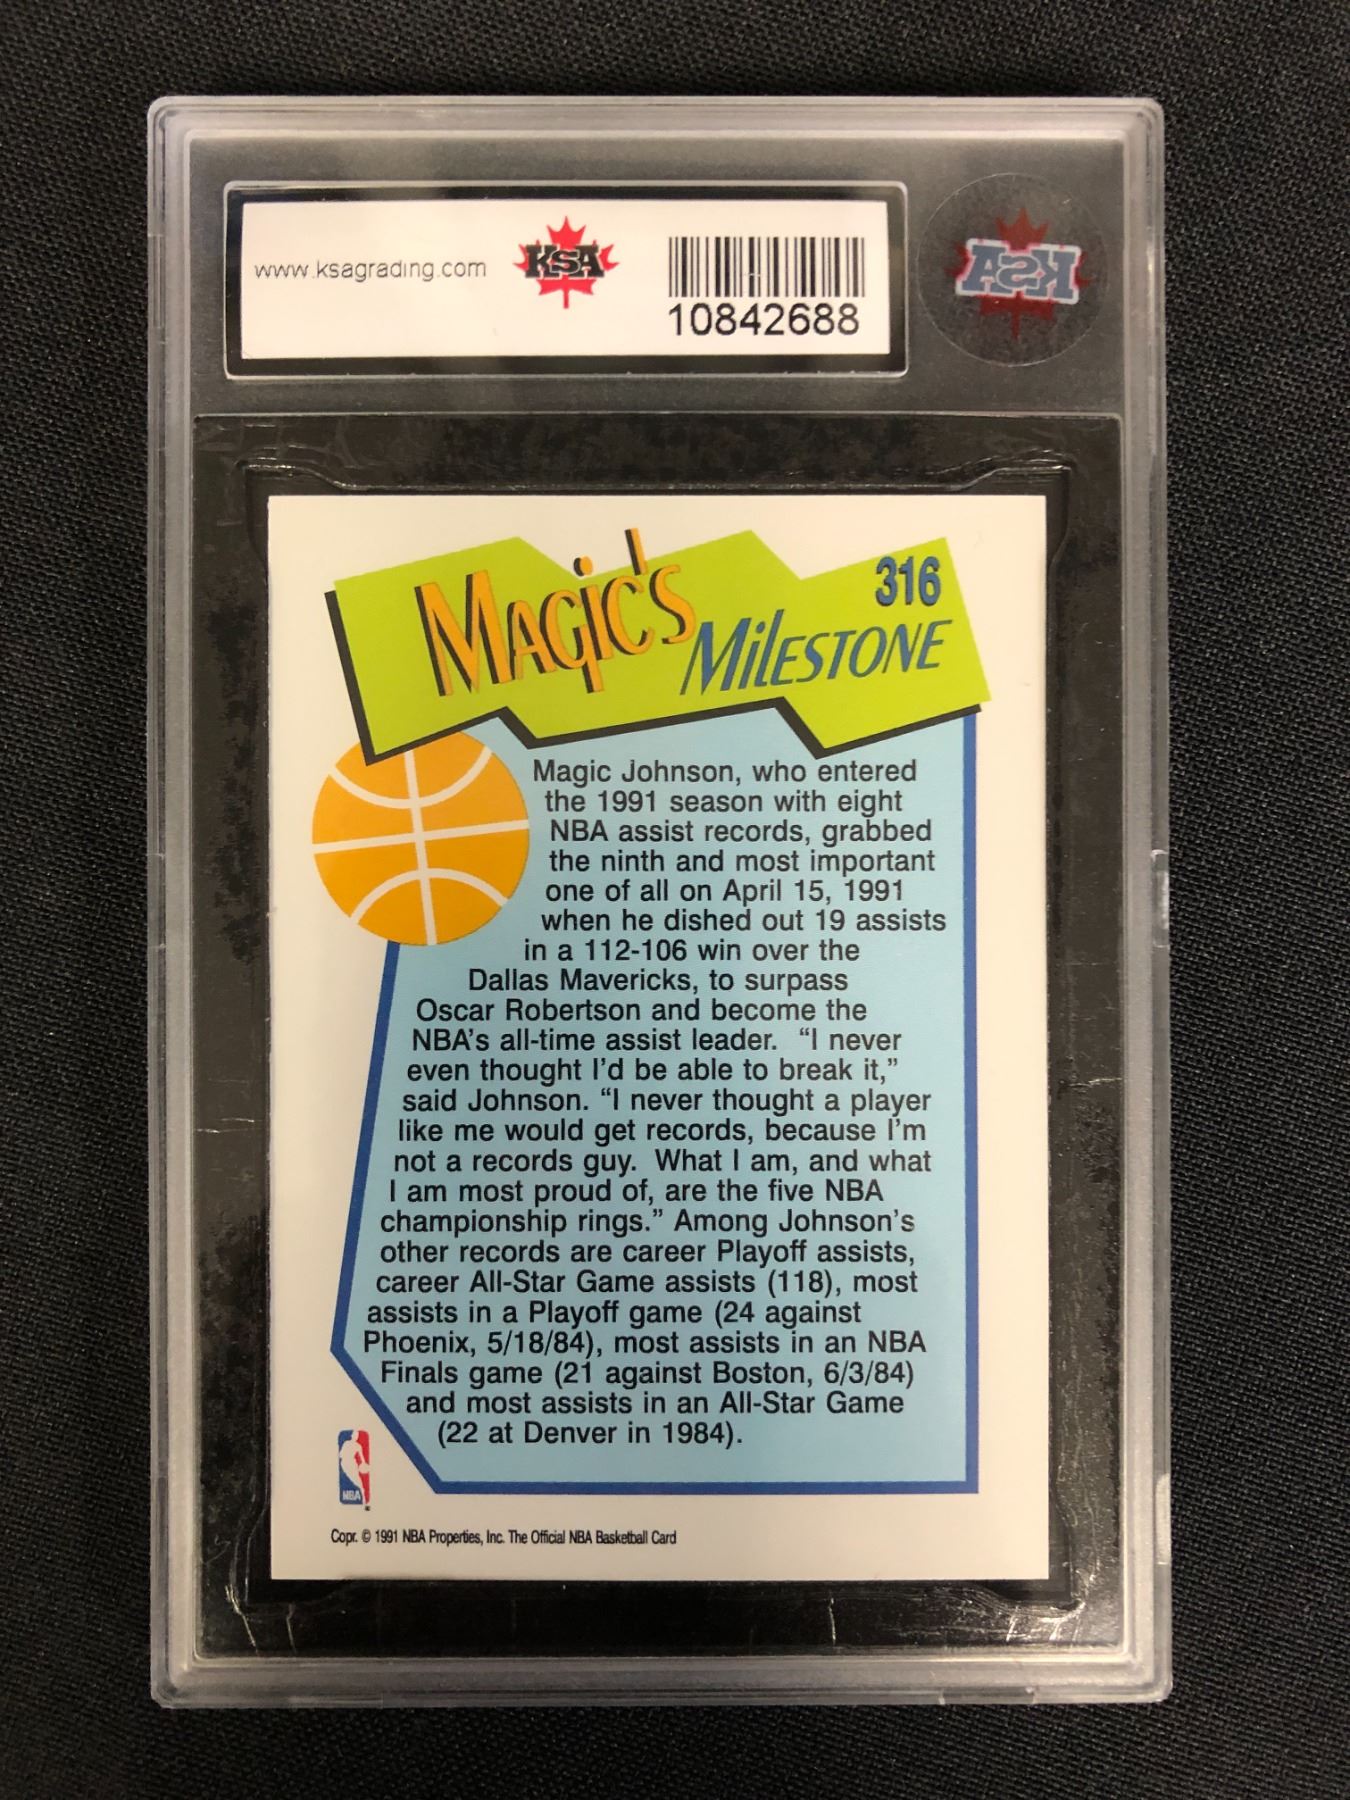 www.ksagrading.com
KSA
10842688
KSA
316
MAGIC'S
MILESTONE
Magic Johnson, who entered
the 1991 season with eight
NBA assist records, grabbed
the ninth and most important
one of all on April 15, 1991
when he dished out 19 assists
in a 112-106 win over the
Dallas Mavericks, to surpass
Oscar Robertson and become the
NBA's all-time assist leader. “I never
even thought I'd be able to break it,”
said Johnson. “I never thought a player
like me would get records, because I'm
not a records guy. What I am, and what
I am most proud of, are the five NBA
championship rings.” Among Johnson's
other records are career Playoff assists,
career All-Star Game assists (118), most
assists in a Playoff game (24 against
Phoenix, 5/18/84), most assists in an NBA
Finals game (21 against Boston, 6/3/84)
and most assists in an All-Star Game
(22 at Denver in 1984).
NBA
Copr. © 1991 NBA Properties, Inc. The Official NBA Basketball Card